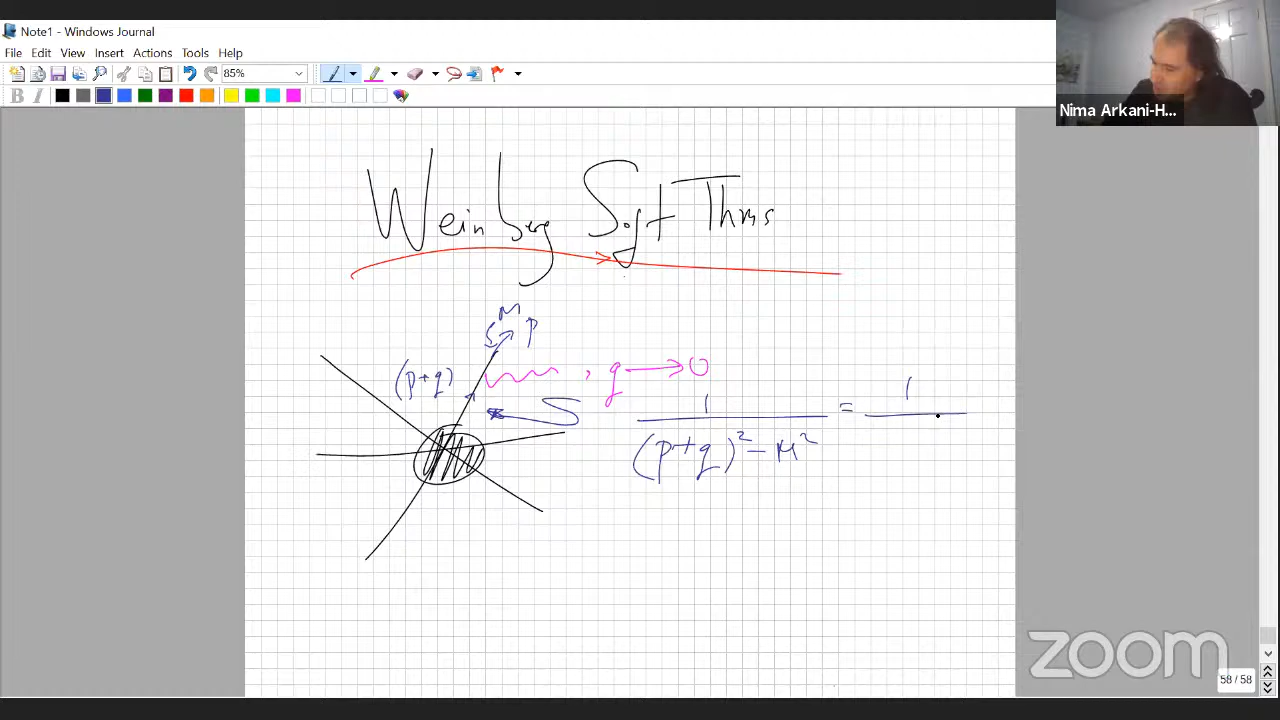 Note1 - Windows Journal
File Edit View Insert Actions Tools Help
85%
B I
Nima Arkani-H...
Weinberg Soft Thms
M
p
(p+q)
, q → 0
1 = 1
(p+q)² - M²
zoom
58 / 58